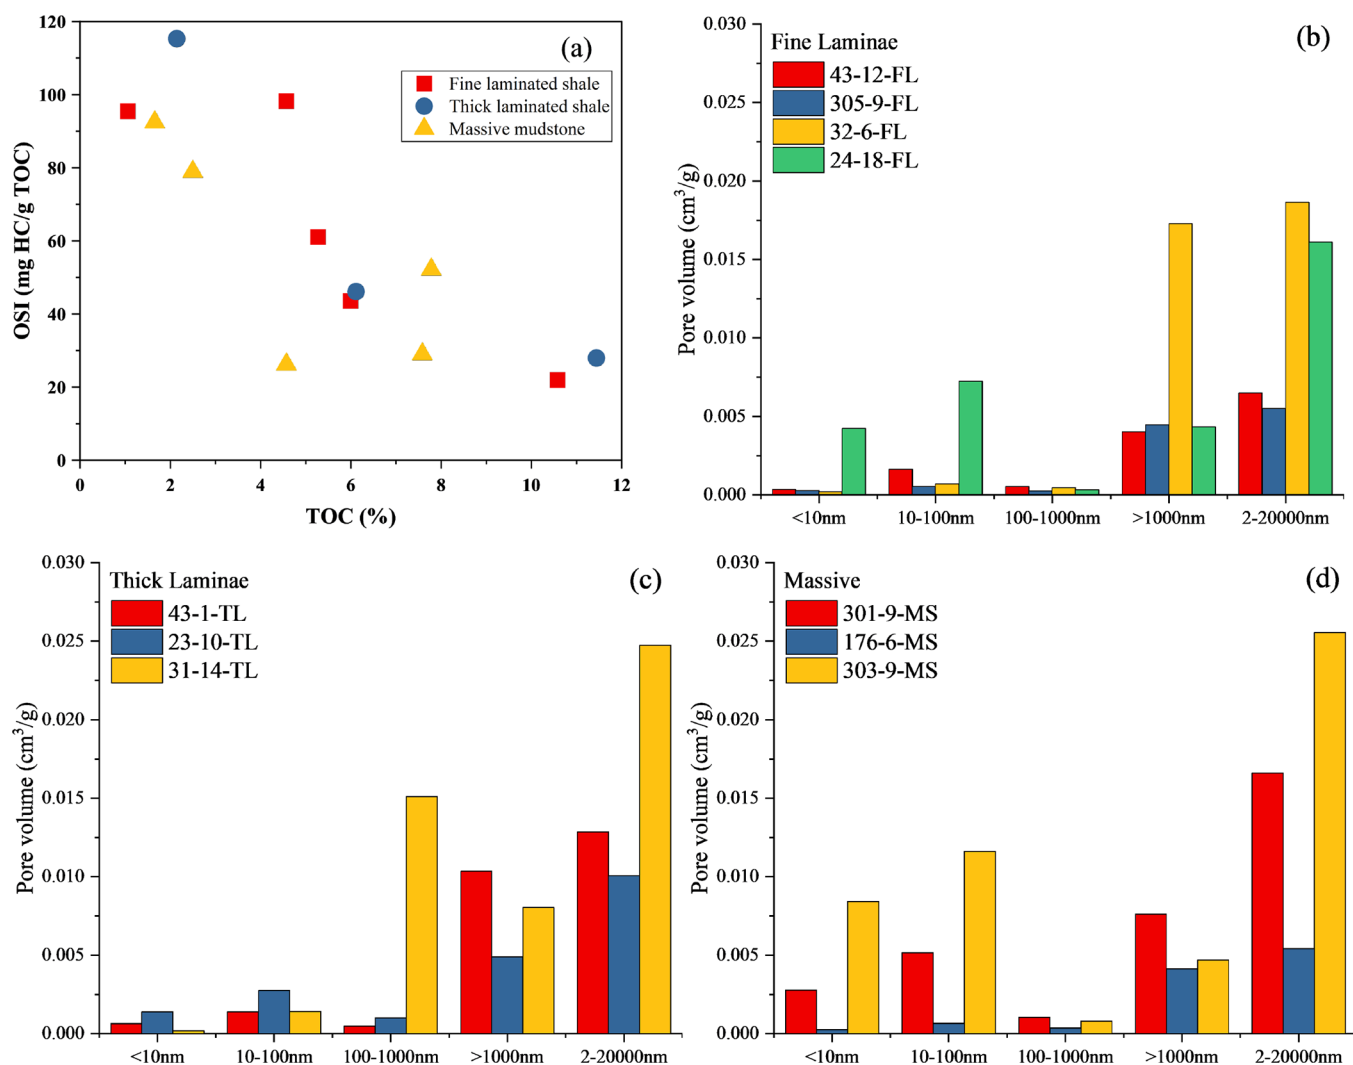 (a)
120
100
80
60
40
20
0
OSI (mg HC/g TOC)
Fine laminated shale
Thick laminated shale
Massive mudstone
0 2 4 6 8 10 12
TOC (%)
(b)
0.030
0.025
0.020
0.015
0.010
0.005
0.000
Pore volume (cm³/g)
Fine Laminae
43-12-FL
305-9-FL
32-6-FL
24-18-FL
<10nm 10-100nm 100-1000nm >1000nm 2-20000nm
(c)
0.030
0.025
0.020
0.015
0.010
0.005
0.000
Pore volume (cm³/g)
Thick Laminae
43-1-TL
23-10-TL
31-14-TL
<10nm 10-100nm 100-1000nm >1000nm 2-20000nm
(d)
0.030
0.025
0.020
0.015
0.010
0.005
0.000
Pore volume (cm³/g)
Massive
301-9-MS
176-6-MS
303-9-MS
<10nm 10-100nm 100-1000nm >1000nm 2-20000nm